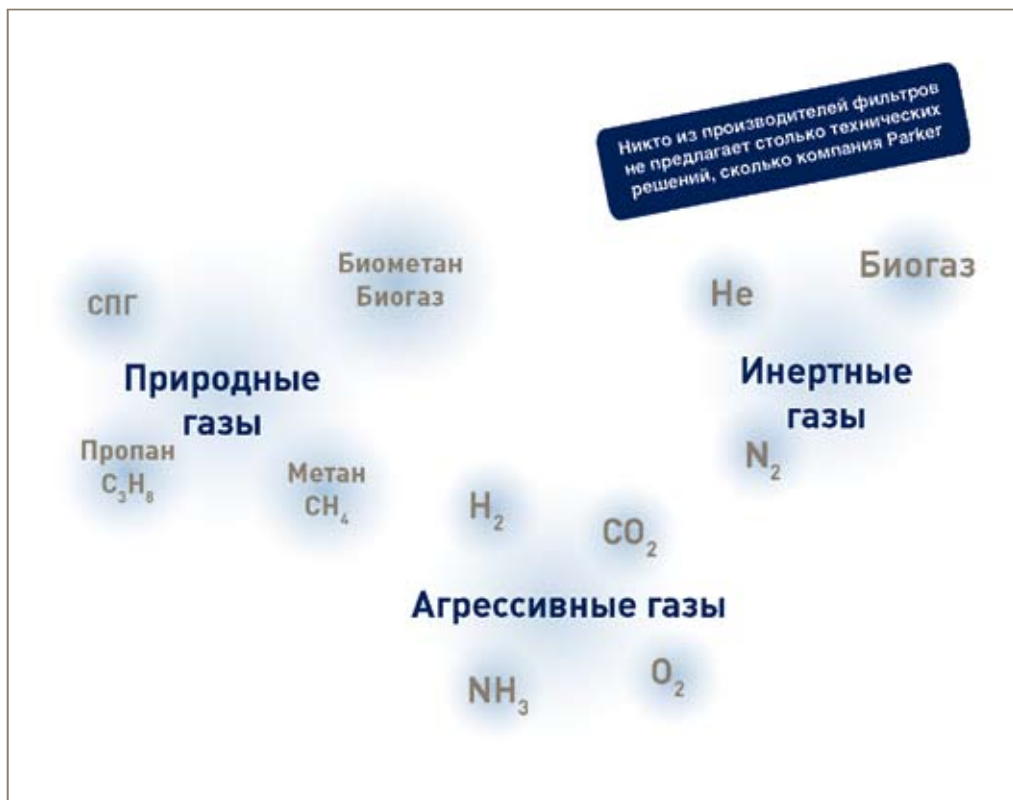 Никто из производителей фильтров
не предлагает столько технических
решений, сколько компания Parker
Биометан
Биогаз
СПГ
Природные
газы
Пропан
C₃H₈
Метан
CH₄
He
Биогаз
Инертные
газы
N₂
H₂
CO₂
Агрессивные газы
NH₃
O₂